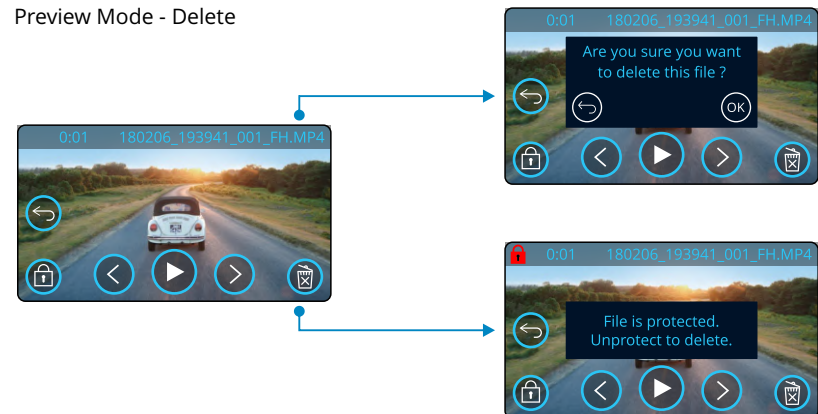 Preview Mode - Delete
0:01 180206_193941_001_FH.MP4
Are you sure you want
to delete this file ?
OK
0:01 180206_193941_001_FH.MP4
0:01 180206_193941_001_FH.MP4
File is protected.
Unprotect to delete.